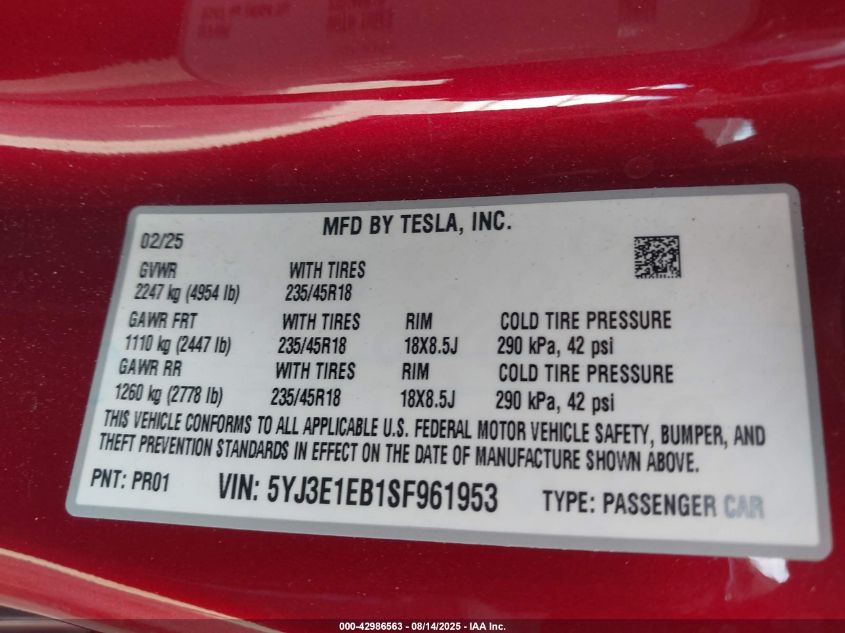 MFD BY TESLA, INC.
02/25
GVWR WITH TIRES
2247 kg (4954 lb) 235/45R18
GAWR FRT WITH TIRES RIM COLD TIRE PRESSURE
1110 kg (2447 lb) 235/45R18 18X8.5J 290 kPa, 42 psi
GAWR RR WITH TIRES RIM COLD TIRE PRESSURE
1260 kg (2778 lb) 235/45R18 18X8.5J 290 kPa, 42 psi
THIS VEHICLE CONFORMS TO ALL APPLICABLE U.S. FEDERAL MOTOR VEHICLE SAFETY, BUMPER, AND
THEFT PREVENTION STANDARDS IN EFFECT ON THE DATE OF MANUFACTURE SHOWN ABOVE.
PNT: PR01 VIN: 5YJ3E1EB1SF961953 TYPE: PASSENGER CAR
000-42986563 - 08/14/2025 - IAA Inc.